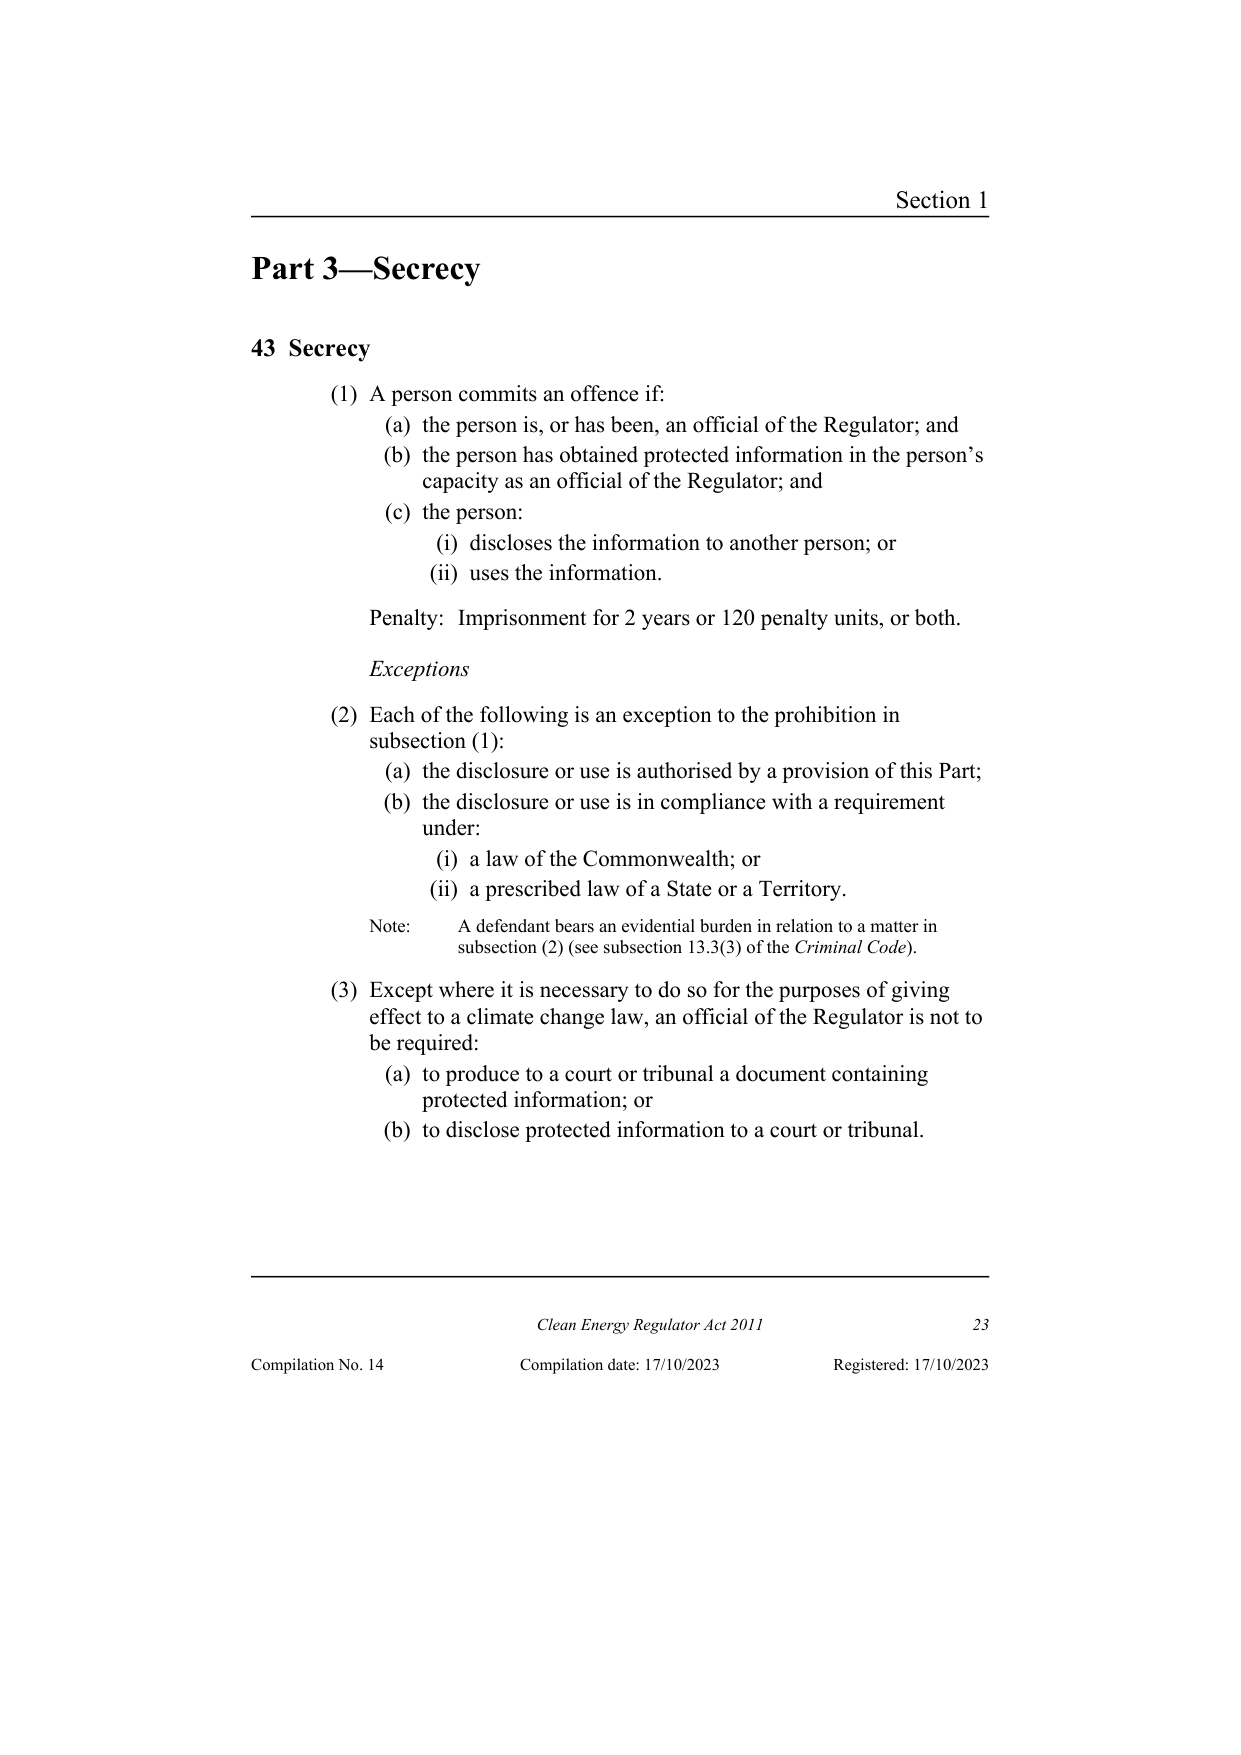 Section 1
Part 3—Secrecy
43 Secrecy
(1) A person commits an offence if:
(a) the person is, or has been, an official of the Regulator; and
(b) the person has obtained protected information in the person’s
capacity as an official of the Regulator; and
(c) the person:
(i) discloses the information to another person; or
(ii) uses the information.
Penalty: Imprisonment for 2 years or 120 penalty units, or both.
Exceptions
(2) Each of the following is an exception to the prohibition in
subsection (1):
(a) the disclosure or use is authorised by a provision of this Part;
(b) the disclosure or use is in compliance with a requirement
under:
(i) a law of the Commonwealth; or
(ii) a prescribed law of a State or a Territory.
Note: A defendant bears an evidential burden in relation to a matter in
subsection (2) (see subsection 13.3(3) of the Criminal Code).
(3) Except where it is necessary to do so for the purposes of giving
effect to a climate change law, an official of the Regulator is not to
be required:
(a) to produce to a court or tribunal a document containing
protected information; or
(b) to disclose protected information to a court or tribunal.
Clean Energy Regulator Act 2011 23
Compilation No. 14 Compilation date: 17/10/2023 Registered: 17/10/2023